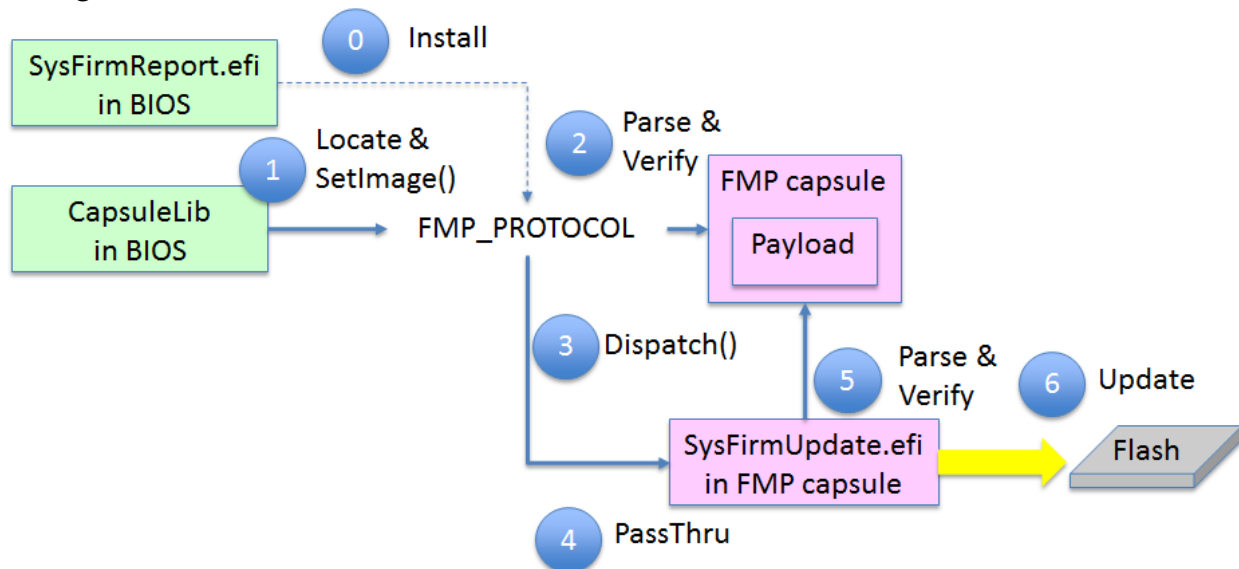 0
Install
SysFirmReport.efi
in BIOS
1
Locate &
SetImage()
2
Parse &
Verify
CapsuleLib
in BIOS
FMP_PROTOCOL
FMP capsule
Payload
3
Dispatch()
5
Parse &
Verify
6
Update
SysFirmUpdate.efi
in FMP capsule
Flash
4
PassThru